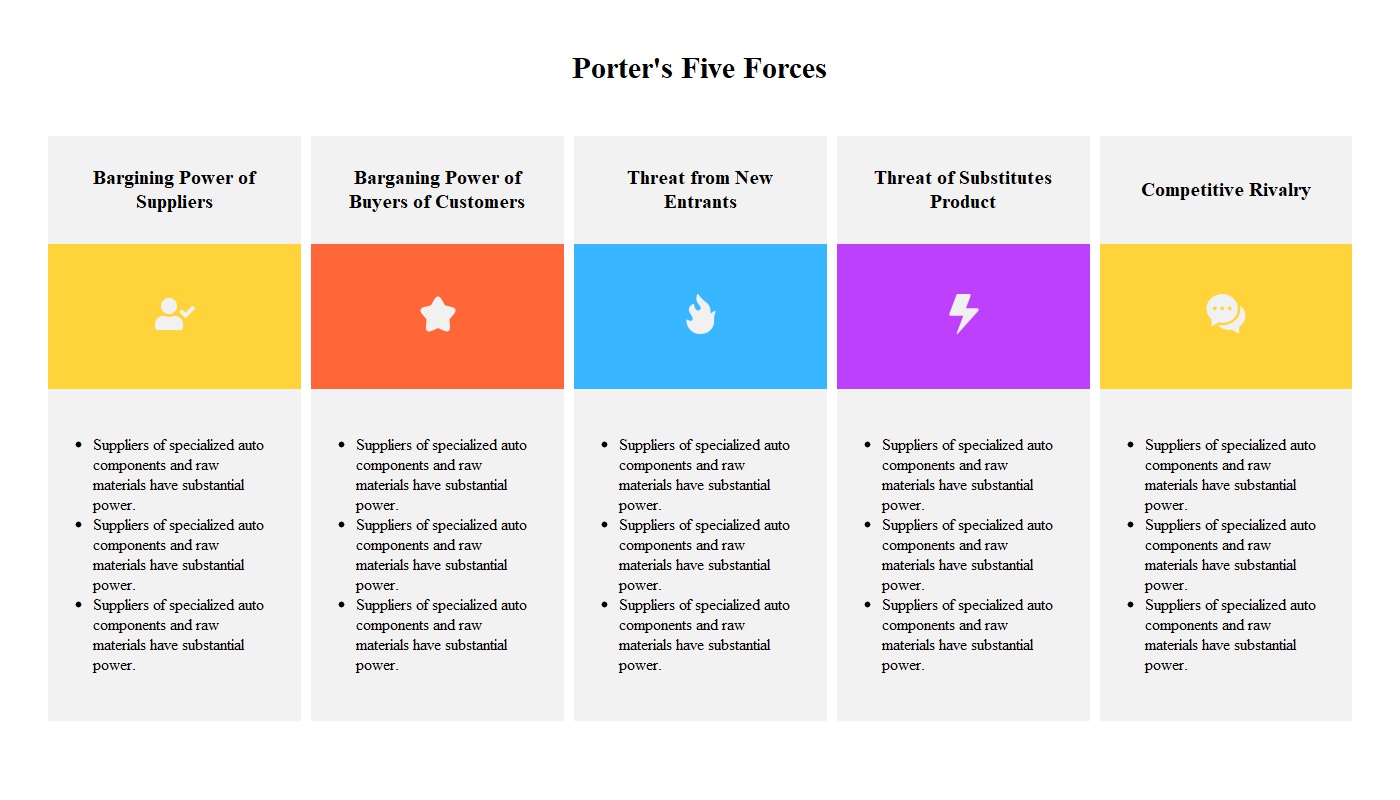 Porter's Five Forces
Bargining Power of
Suppliers
Barganing Power of
Buyers of Customers
Threat from New
Entrants
Threat of Substitutes
Product
Competitive Rivalry
• Suppliers of specialized auto
components and raw
materials have substantial
power.
• Suppliers of specialized auto
components and raw
materials have substantial
power.
• Suppliers of specialized auto
components and raw
materials have substantial
power.
• Suppliers of specialized auto
components and raw
materials have substantial
power.
• Suppliers of specialized auto
components and raw
materials have substantial
power.
• Suppliers of specialized auto
components and raw
materials have substantial
power.
• Suppliers of specialized auto
components and raw
materials have substantial
power.
• Suppliers of specialized auto
components and raw
materials have substantial
power.
• Suppliers of specialized auto
components and raw
materials have substantial
power.
• Suppliers of specialized auto
components and raw
materials have substantial
power.
• Suppliers of specialized auto
components and raw
materials have substantial
power.
• Suppliers of specialized auto
components and raw
materials have substantial
power.
• Suppliers of specialized auto
components and raw
materials have substantial
power.
• Suppliers of specialized auto
components and raw
materials have substantial
power.
• Suppliers of specialized auto
components and raw
materials have substantial
power.